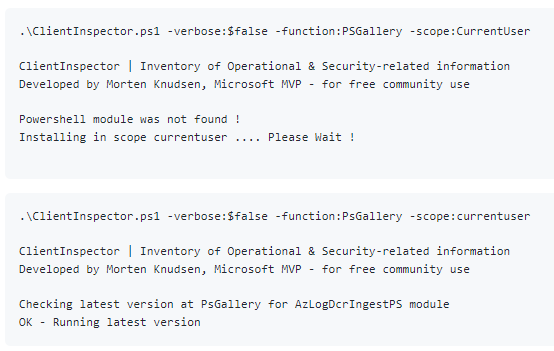 .\ClientInspector.ps1 -verbose:$false -function:PSGallery -scope:CurrentUser
ClientInspector | Inventory of Operational & Security-related information
Developed by Morten Knudsen, Microsoft MVP - for free community use
Powershell module was not found !
Installing in scope currentuser .... Please Wait !
.\ClientInspector.ps1 -verbose:$false -function:PsGallery -scope:currentuser
ClientInspector | Inventory of Operational & Security-related information
Developed by Morten Knudsen, Microsoft MVP - for free community use
Checking latest version at PsGallery for AzLogDcrIngestPS module
OK - Running latest version